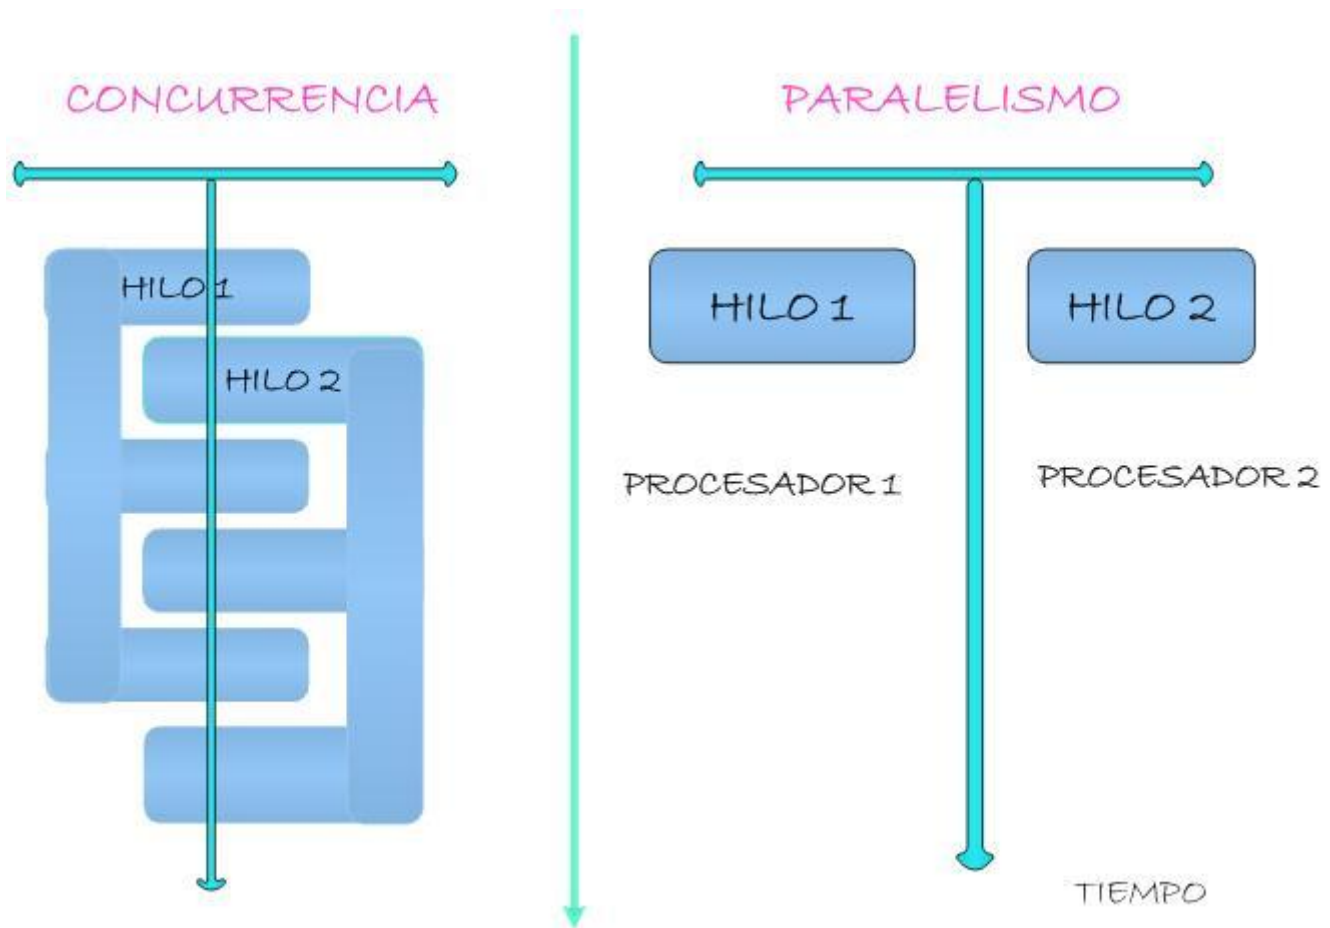 CONCURRENCIA
PARALELISMO
HILO 1
HILO 2
HILO 1
HILO 2
PROCESADOR 1
PROCESADOR 2
TIEMPO